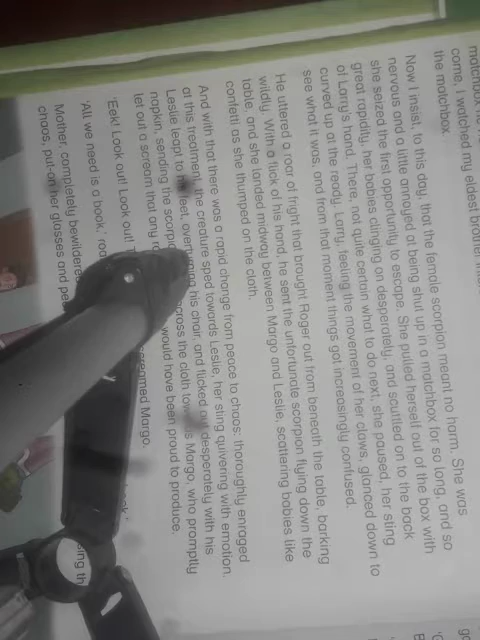 matchbox
come, I watched my eldest brother
the matchbox.
Now I insist, to this day, that the female scorpion meant no harm. She was
nervous and a little annoyed at being shut up in a matchbox for so long, and so
she seized the first opportunity to escape. She pulled herself out of the box with
great rapidity, her babies clinging on desperately, and scuttled on to the back
of Larry's hand. There, not quite certain what to do next, she paused, her sting
curved up at the ready. Larry, feeling the movement of her claws, glanced down to
see what it was, and from that moment things got increasingly confused.
He uttered a roar of fright that brought Roger out from beneath the table, barking
wildly. With a flick of his hand, he sent the unfortunate scorpion flying down the
table, and she landed midway between Margo and Leslie, scattering babies like
confetti as she thumped on the cloth.
And with that there was a rapid change from peace to chaos; thoroughly enraged
at this treatment, the creature sped towards Leslie, her sting quivering with emotion.
Leslie leapt to feet, his chair, and flicked out desperately with his
napkin, sending the across the cloth Margo, who promptly
let out a scream that any would have been proud to produce.
'Eek! Look out! Look out! screamed Margo.
'All we need is a book;
Mother, completely
chaos, put on her glasses and